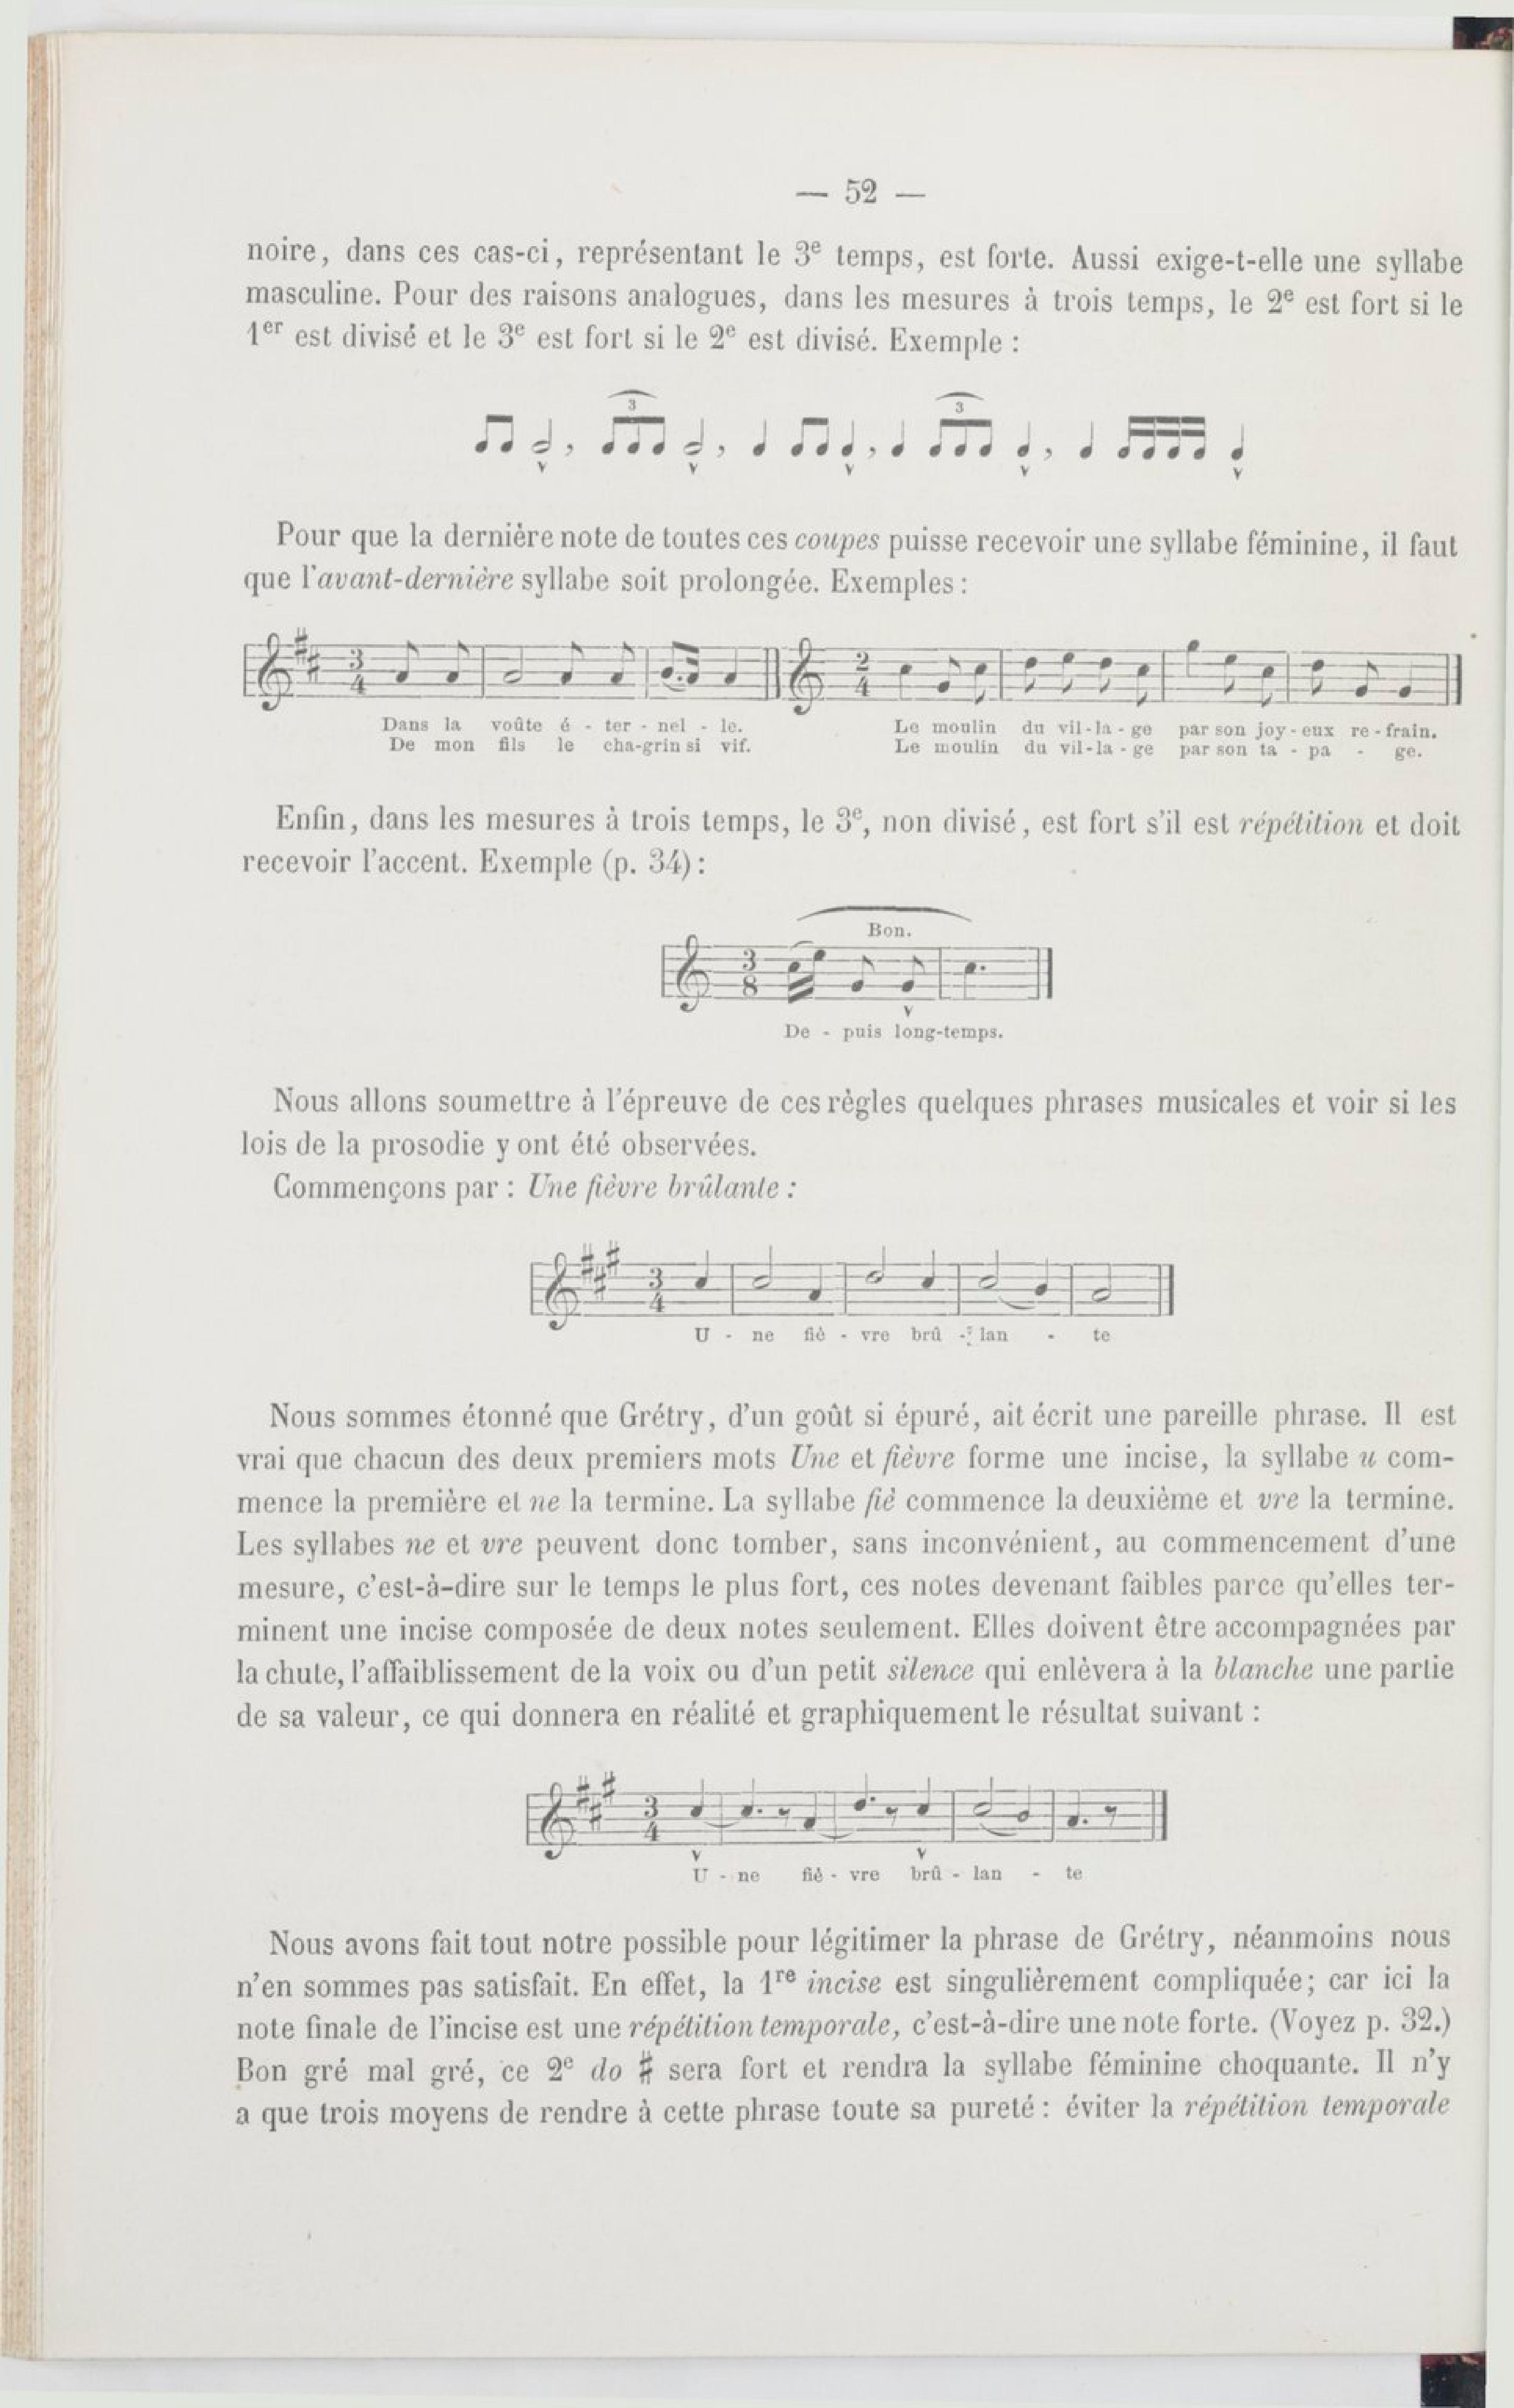 — 52 —
noire, dans ces cas-ci, représentant le 3e temps, est forte. Aussi exige-t-elle une syllabe
masculine. Pour des raisons analogues, dans les mesures à trois temps, le 2e est fort si le
1er est divisé et le 3e est fort si le 2e est divisé. Exemple :
3 3
Pour que la dernière note de toutes ces coupes puisse recevoir une syllabe féminine, il faut
que l'avant-dernière syllabe soit prolongée. Exemples :
3 4 2 4
Dans la voûte é - ter - nel - le. Le moulin du vil-la-ge par son joy-eux re-frain.
De mon fils le cha-grin si vif. Le moulin du vil-la-ge par son ta - pa - ge.
Enfin, dans les mesures à trois temps, le 3e, non divisé, est fort s'il est répétition et doit
recevoir l'accent. Exemple (p. 34) :
Bon.
3 8
De - puis long-temps.
Nous allons soumettre à l'épreuve de ces règles quelques phrases musicales et voir si les
lois de la prosodie y ont été observées.
Commençons par : Une fièvre brûlante :
3 4
U - ne fiè - vre brû - lan - te
Nous sommes étonné que Grétry, d'un goût si épuré, ait écrit une pareille phrase. Il est
vrai que chacun des deux premiers mots Une et fièvre forme une incise, la syllabe u com-
mence la première et ne la termine. La syllabe fiè commence la deuxième et vre la termine.
Les syllabes ne et vre peuvent donc tomber, sans inconvénient, au commencement d'une
mesure, c'est-à-dire sur le temps le plus fort, ces notes devenant faibles parce qu'elles ter-
minent une incise composée de deux notes seulement. Elles doivent être accompagnées par
la chute, l'affaiblissement de la voix ou d'un petit silence qui enlèvera à la blanche une partie
de sa valeur, ce qui donnera en réalité et graphiquement le résultat suivant :
3 4
U - ne fiè - vre brû - lan - te
Nous avons fait tout notre possible pour légitimer la phrase de Grétry, néanmoins nous
n'en sommes pas satisfait. En effet, la 1re incise est singulièrement compliquée; car ici la
note finale de l'incise est une répétition temporale, c'est-à-dire une note forte. (Voyez p. 32.)
Bon gré mal gré, ce 2e do ♯ sera fort et rendra la syllabe féminine choquante. Il n'y
a que trois moyens de rendre à cette phrase toute sa pureté : éviter la répétition temporale